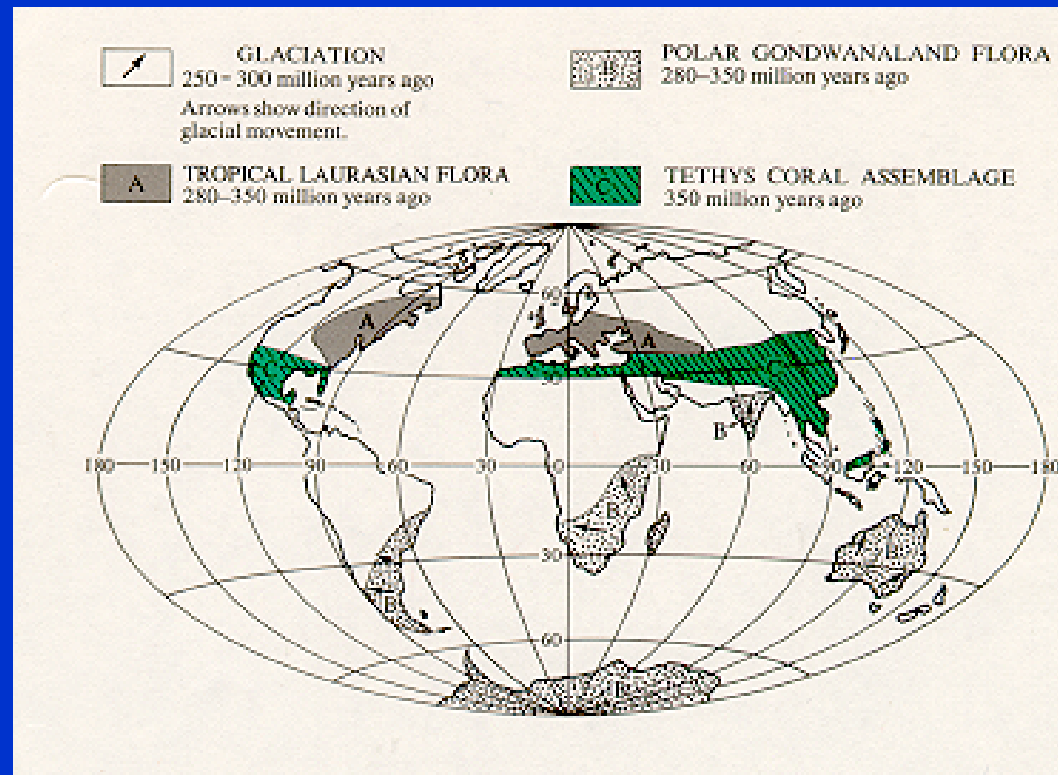 GLACIATION
250–300 million years ago
Arrows show direction of
glacial movement.
POLAR GONDWANALAND FLORA
280–350 million years ago
B
A
TROPICAL LAURASIAN FLORA
280–350 million years ago
C
TETHYS CORAL ASSEMBLAGE
350 million years ago
60
A
A
C
C
30
B
180 150 120 90 60 30 0 30 60 90 120 150 180
B
B
30
B
60
B